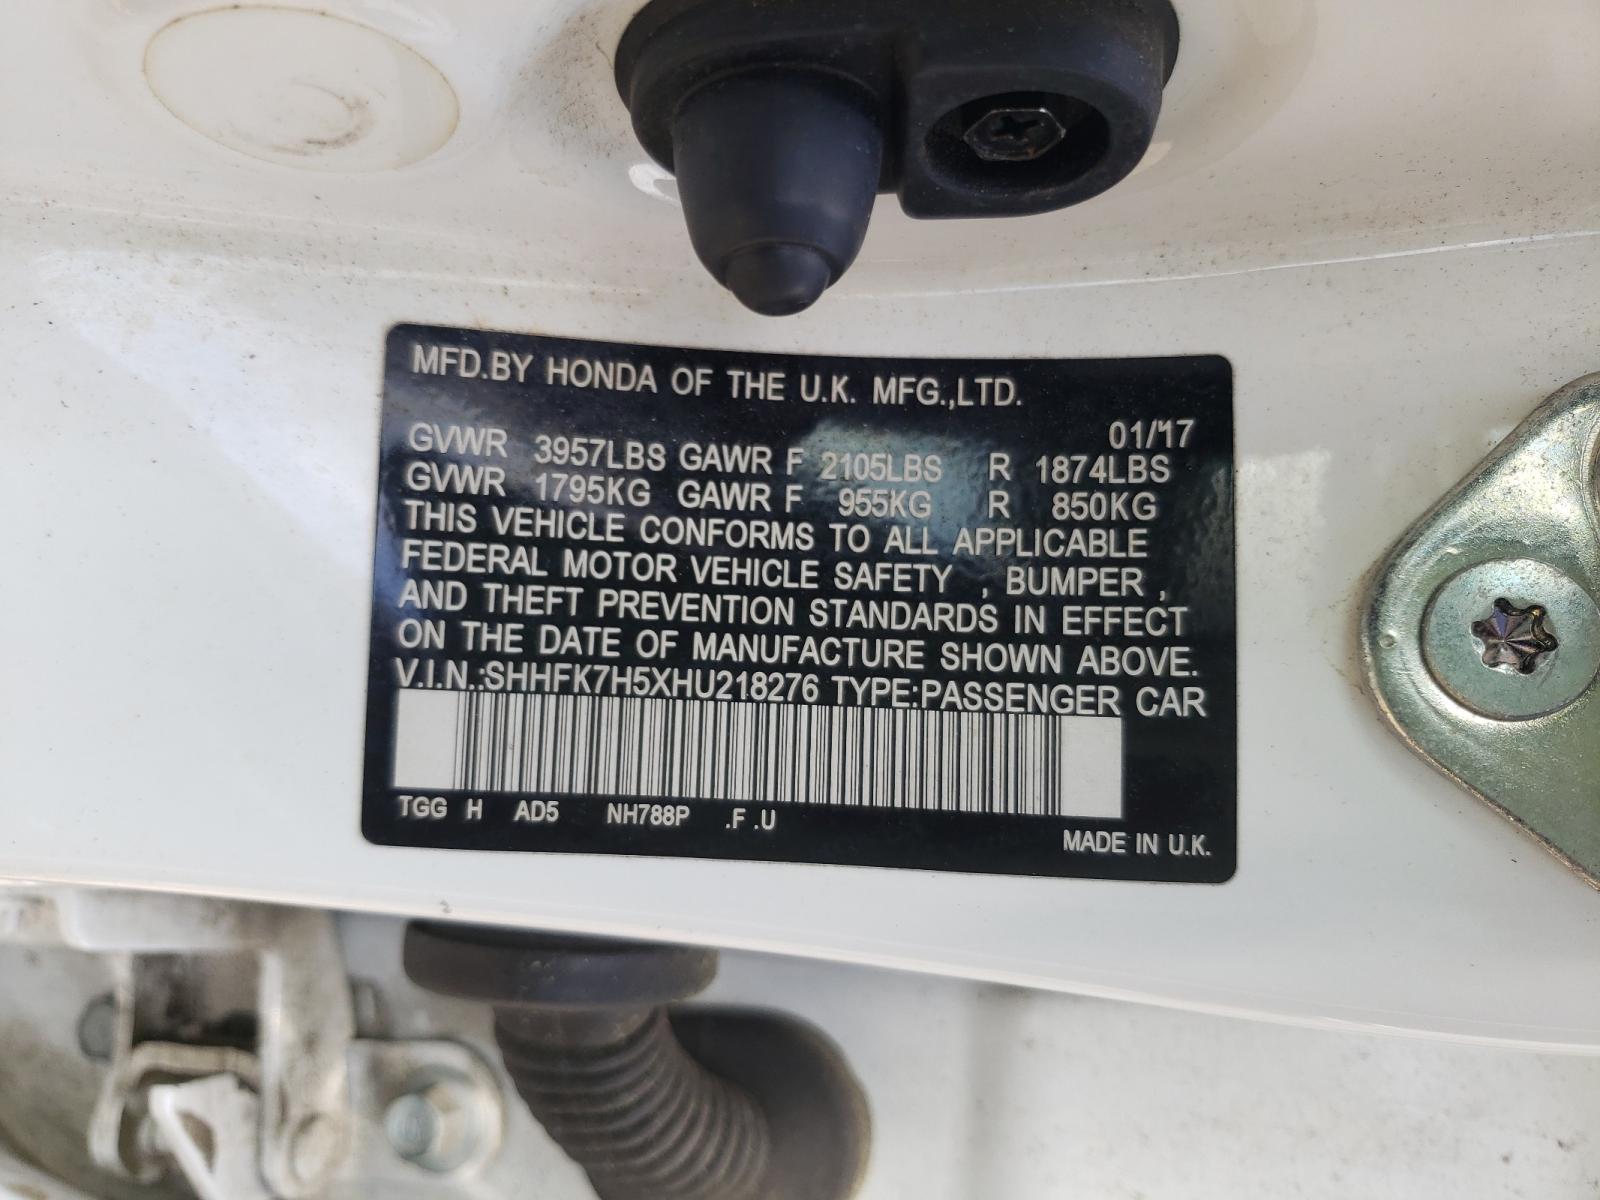 MFD.BY HONDA OF THE U.K. MFG.,LTD.
01/'17
GVWR 3957LBS GAWR F 2105LBS R 1874LBS
GVWR 1795KG GAWR F 955KG R 850KG
THIS VEHICLE CONFORMS TO ALL APPLICABLE
FEDERAL MOTOR VEHICLE SAFETY , BUMPER ,
AND THEFT PREVENTION STANDARDS IN EFFECT
ON THE DATE OF MANUFACTURE SHOWN ABOVE.
V.I.N.:SHHFK7H5XHU218276 TYPE:PASSENGER CAR
TGG H AD5 NH788P .F .U
MADE IN U.K.